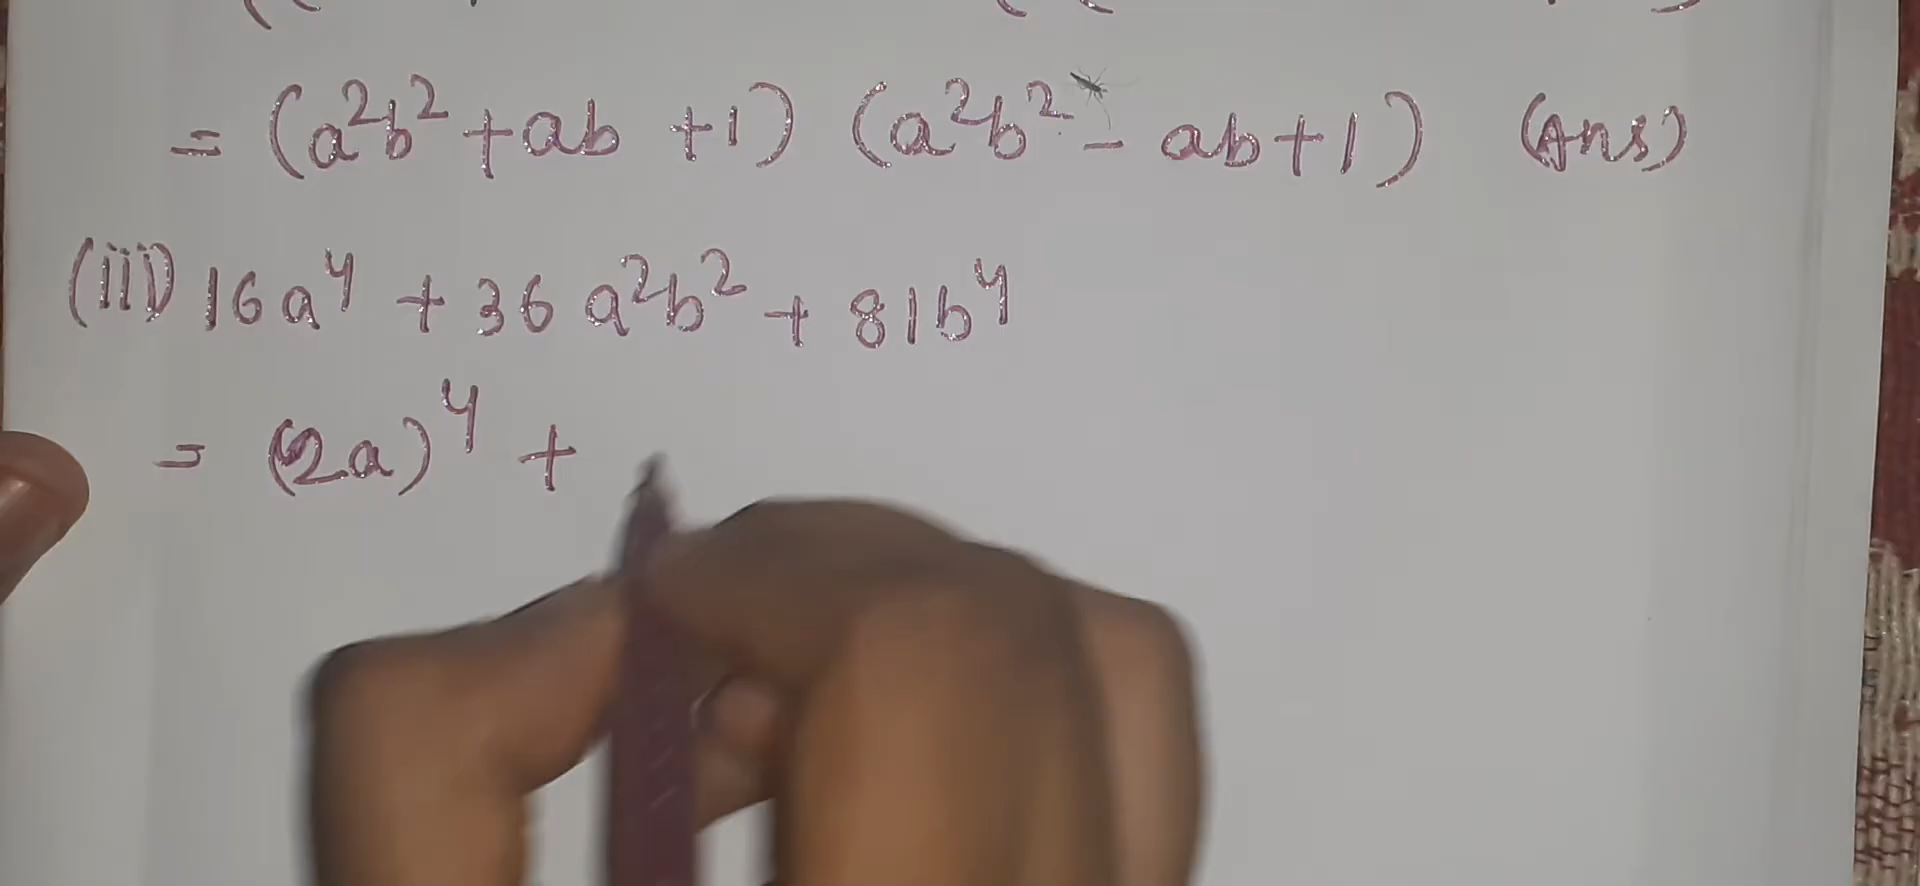 = (a²b² + ab + 1) (a²b² - ab + 1) (Ans)
(iii) 16a⁴ + 36a²b² + 81b⁴
= (2a)⁴ +